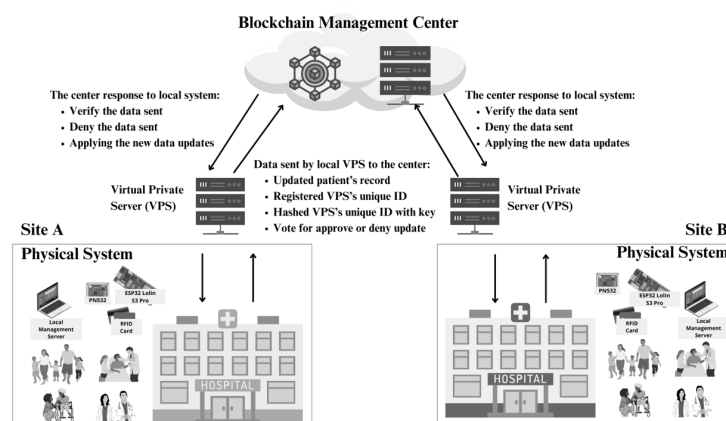 Blockchain Management Center
The center response to local system:
• Verify the data sent
• Deny the data sent
• Applying the new data updates
The center response to local system:
• Verify the data sent
• Deny the data sent
• Applying the new data updates
Data sent by local VPS to the center:
• Updated patient's record
• Registered VPS's unique ID
• Hashed VPS's unique ID with key
• Vote for approve or deny update
Virtual Private
Server (VPS)
Virtual Private
Server (VPS)
Site A
Physical System
PN532
ESP32 Lolin
S3 Pro
Local
Management
Server
RFID
Card
HOSPITAL
Site B
Physical System
PN532
ESP32 Lolin
S3 Pro
RFID
Card
Local
Management
Server
HOSPITAL